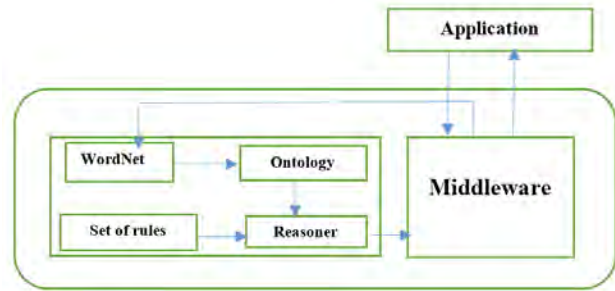 Application
WordNet
Ontology
Middleware
Set of rules
Reasoner